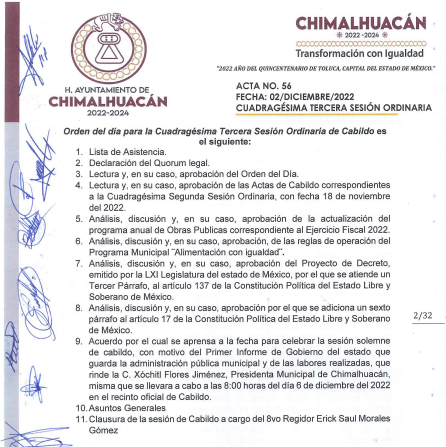 CHIMALHUACÁN
2022 -2024
Transformación con Igualdad
"2022 AÑO DEL QUINCENTENARIO DE TOLUCA, CAPITAL DEL ESTADO DE MÉXICO."
H. AYUNTAMIENTO DE
CHIMALHUACÁN
2022-2024
ACTA NO. 56
FECHA: 02/DICIEMBRE/2022
CUADRAGÉSIMA TERCERA SESIÓN ORDINARIA
Orden del día para la Cuadragésima Tercera Sesión Ordinaria de Cabildo es
el siguiente:
1. Lista de Asistencia.
2. Declaración del Quorum legal.
3. Lectura y, en su caso, aprobación del Orden del Día.
4. Lectura y, en su caso, aprobación de las Actas de Cabildo correspondientes
a la Cuadragésima Segunda Sesión Ordinaria, con fecha 18 de noviembre
del 2022.
5. Análisis, discusión y, en su caso, aprobación de la actualización del
programa anual de Obras Publicas correspondiente al Ejercicio Fiscal 2022.
6. Análisis, discusión y, en su caso, aprobación, de las reglas de operación del
Programa Municipal ¨Alimentación con igualdad¨.
7. Análisis, discusión y, en su caso, aprobación del Proyecto de Decreto,
emitido por la LXI Legislatura del estado de México, por el que se atiende un
Tercer Párrafo, al artículo 137 de la Constitución Política del Estado Libre y
Soberano de México.
8. Análisis, discusión y, en su caso, aprobación por el que se adiciona un sexto
párrafo al artículo 17 de la Constitución Política del Estado Libre y Soberano
de México.
9. Acuerdo por el cual se aprensa a la fecha para celebrar la sesión solemne
de cabildo, con motivo del Primer Informe de Gobierno del estado que
guarda la administración pública municipal y de las labores realizadas, que
rinde la C. Xóchitl Flores Jiménez, Presidenta Municipal de Chimalhuacán,
misma que se llevara a cabo a las 8:00 horas del día 6 de diciembre del 2022
en el recinto oficial de Cabildo.
10. Asuntos Generales
11. Clausura de la sesión de Cabildo a cargo del 8vo Regidor Erick Saul Morales
Gómez
2/32